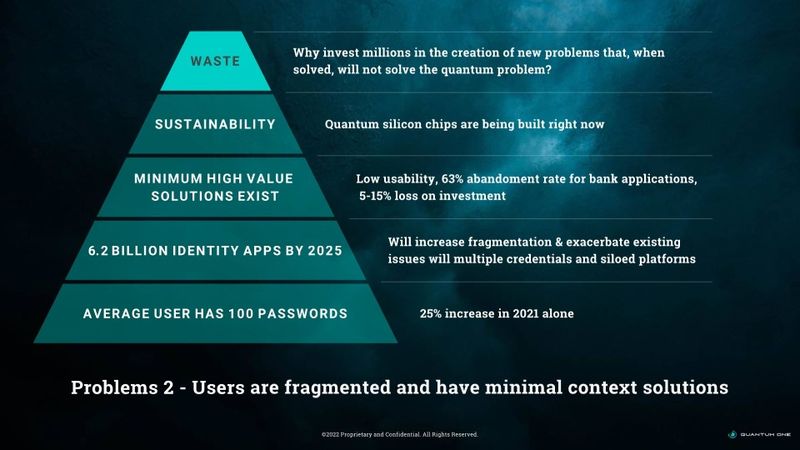 WASTE
Why invest millions in the creation of new problems that, when
solved, will not solve the quantum problem?
SUSTAINABILITY
Quantum silicon chips are being built right now
MINIMUM HIGH VALUE
SOLUTIONS EXIST
Low usability, 63% abandoment rate for bank applications,
5-15% loss on investment
6.2 BILLION IDENTITY APPS BY 2025
Will increase fragmentation & exacerbate existing
issues will multiple credentials and siloed platforms
AVERAGE USER HAS 100 PASSWORDS
25% increase in 2021 alone
Problems 2 - Users are fragmented and have minimal context solutions
©2022 Proprietary and Confidential. All Rights Reserved.
QUANTUM ONE